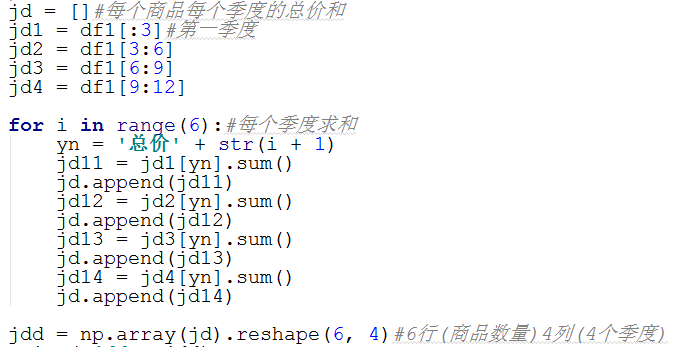 jd = []#每个商品每个季度的总价和
jd1 = df1[:3]#第一季度
jd2 = df1[3:6]
jd3 = df1[6:9]
jd4 = df1[9:12]
for i in range(6):#每个季度求和
yn = '总价' + str(i + 1)
jd11 = jd1[yn].sum()
jd.append(jd11)
jd12 = jd2[yn].sum()
jd.append(jd12)
jd13 = jd3[yn].sum()
jd.append(jd13)
jd14 = jd4[yn].sum()
jd.append(jd14)
jdd = np.array(jd).reshape(6, 4)#6行(商品数量)4列(4个季度)